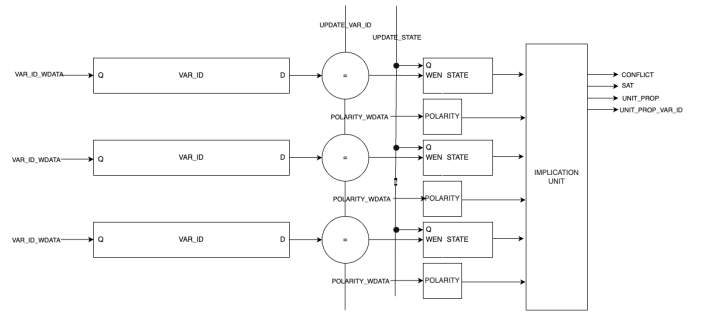 UPDATE_VAR_ID
UPDATE_STATE
VAR_ID_WDATA
Q VAR_ID D
=
Q
WEN STATE
CONFLICT
SAT
UNIT_PROP
UNIT_PROP_VAR_ID
POLARITY_WDATA
POLARITY
VAR_ID_WDATA
Q VAR_ID D
=
Q
WEN STATE
IMPLICATION
UNIT
POLARITY_WDATA
POLARITY
VAR_ID_WDATA
Q VAR_ID D
=
Q
WEN STATE
POLARITY_WDATA
POLARITY